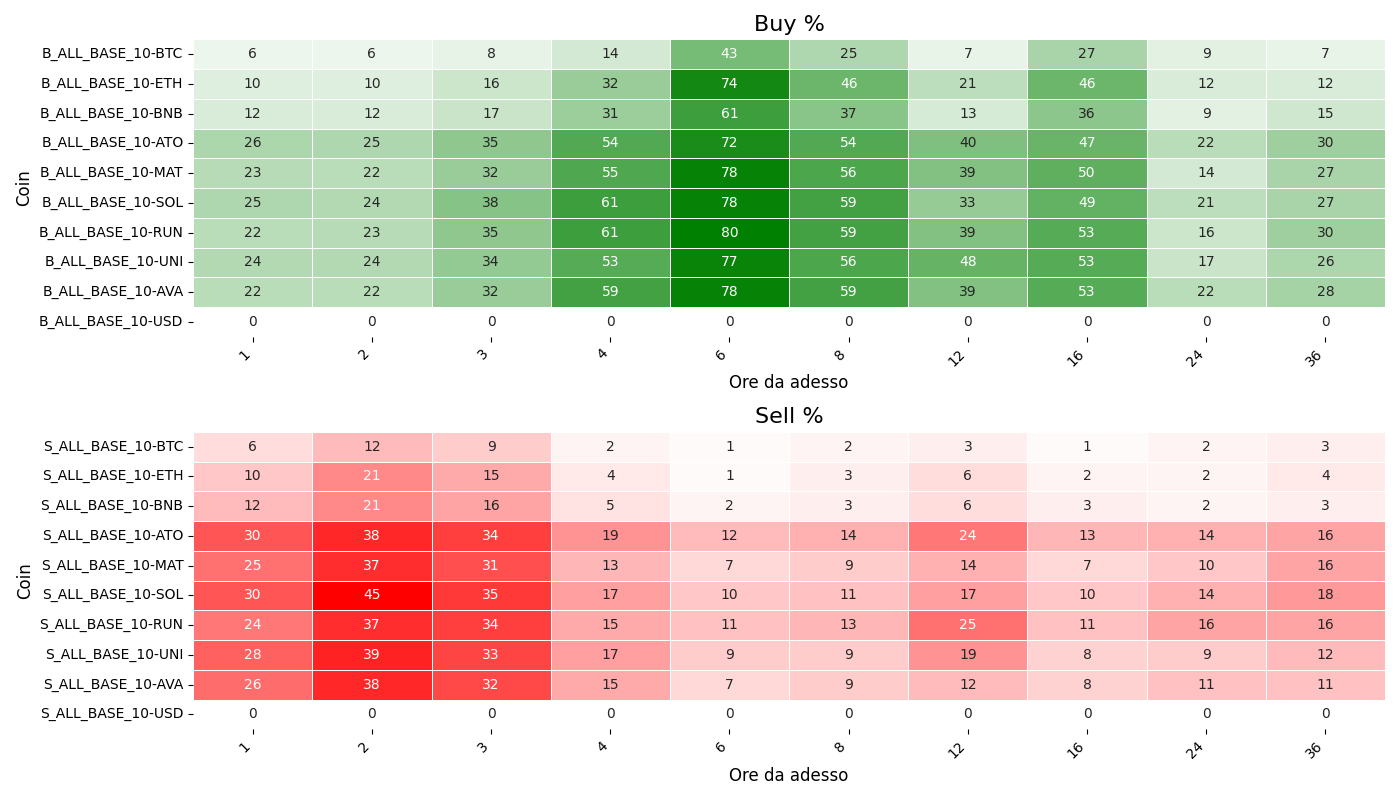 Buy %
Coin
B_ALL_BASE_10-BTC 6 6 8 14 43 25 7 27 9 7
B_ALL_BASE_10-ETH 10 10 16 32 74 46 21 46 12 12
B_ALL_BASE_10-BNB 12 12 17 31 61 37 13 36 9 15
B_ALL_BASE_10-ATO 26 25 35 54 72 54 40 47 22 30
B_ALL_BASE_10-MAT 23 22 32 55 78 56 39 50 14 27
B_ALL_BASE_10-SOL 25 24 38 61 78 59 33 49 21 27
B_ALL_BASE_10-RUN 22 23 35 61 80 59 39 53 16 30
B_ALL_BASE_10-UNI 24 24 34 53 77 56 48 53 17 26
B_ALL_BASE_10-AVA 22 22 32 59 78 59 39 53 22 28
B_ALL_BASE_10-USD 0 0 0 0 0 0 0 0 0 0
1 2 3 4 6 8 12 16 24 36
Ore da adesso
Sell %
Coin
S_ALL_BASE_10-BTC 6 12 9 2 1 2 3 1 2 3
S_ALL_BASE_10-ETH 10 21 15 4 1 3 6 2 2 4
S_ALL_BASE_10-BNB 12 21 16 5 2 3 6 3 2 3
S_ALL_BASE_10-ATO 30 38 34 19 12 14 24 13 14 16
S_ALL_BASE_10-MAT 25 37 31 13 7 9 14 7 10 16
S_ALL_BASE_10-SOL 30 45 35 17 10 11 17 10 14 18
S_ALL_BASE_10-RUN 24 37 34 15 11 13 25 11 16 16
S_ALL_BASE_10-UNI 28 39 33 17 9 9 19 8 9 12
S_ALL_BASE_10-AVA 26 38 32 15 7 9 12 8 11 11
S_ALL_BASE_10-USD 0 0 0 0 0 0 0 0 0 0
1 2 3 4 6 8 12 16 24 36
Ore da adesso